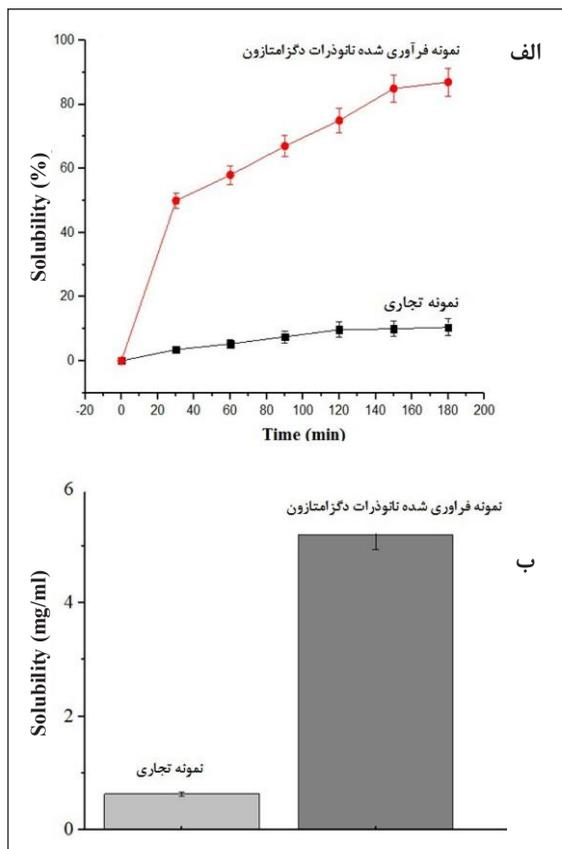 الف
نمونه فرآوری شده نانوذرات دگزامتازون
نمونه تجاری
Solubility (%)
100
80
60
40
20
0
-20
0
20
40
60
80
100
120
140
160
180
200
Time (min)
ب
نمونه فراوری شده نانوذرات دگزامتازون
نمونه تجاری
Solubility (mg/ml)
6
4
2
0